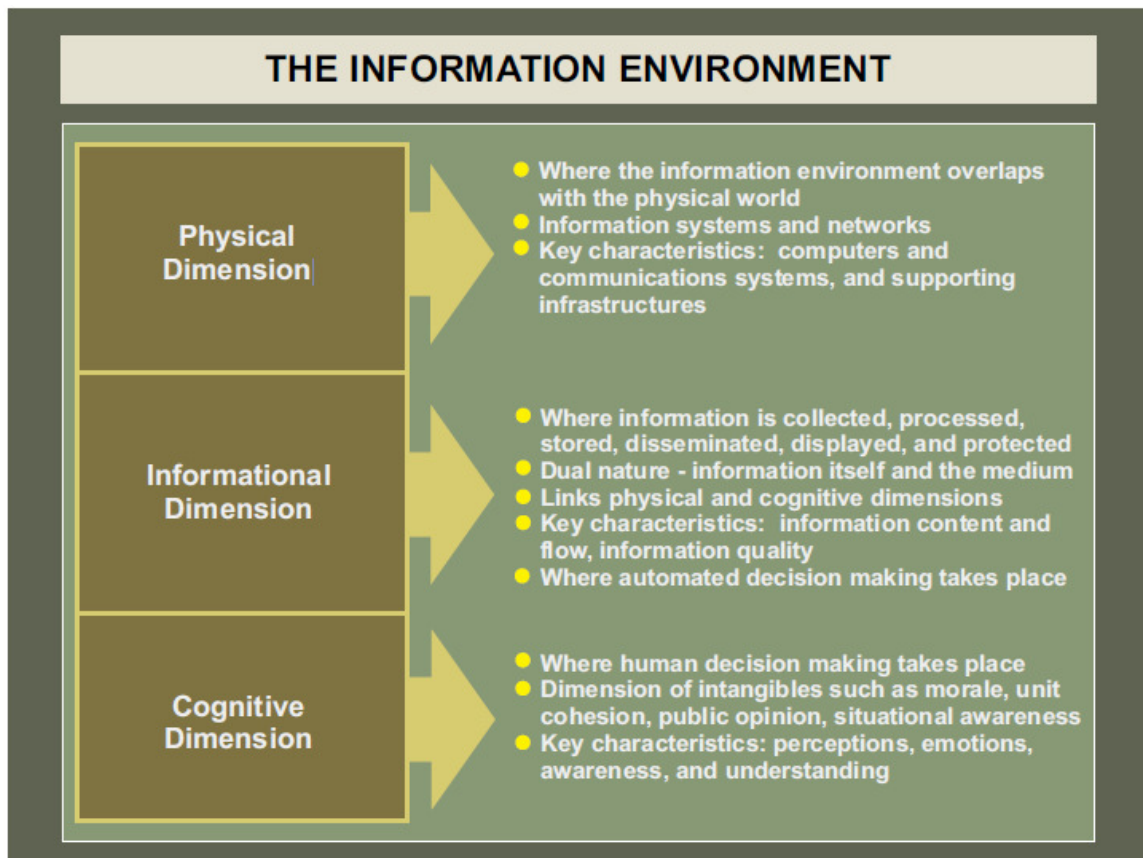 THE INFORMATION ENVIRONMENT
Physical
Dimension
Where the information environment overlaps
with the physical world
Information systems and networks
Key characteristics: computers and
communications systems, and supporting
infrastructures
Informational
Dimension
Where information is collected, processed,
stored, disseminated, displayed, and protected
Dual nature - information itself and the medium
Links physical and cognitive dimensions
Key characteristics: information content and
flow, information quality
Where automated decision making takes place
Cognitive
Dimension
Where human decision making takes place
Dimension of intangibles such as morale, unit
cohesion, public opinion, situational awareness
Key characteristics: perceptions, emotions,
awareness, and understanding